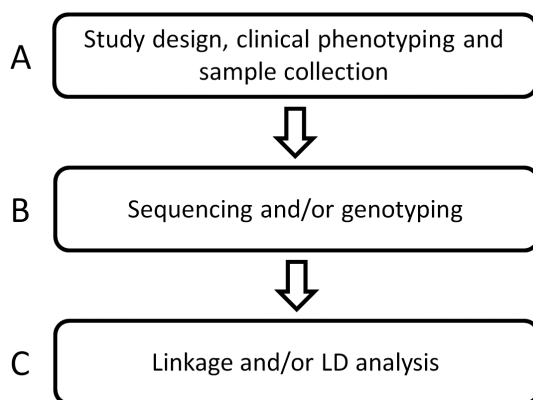 A
Study design, clinical phenotyping and
sample collection
B
Sequencing and/or genotyping
C
Linkage and/or LD analysis